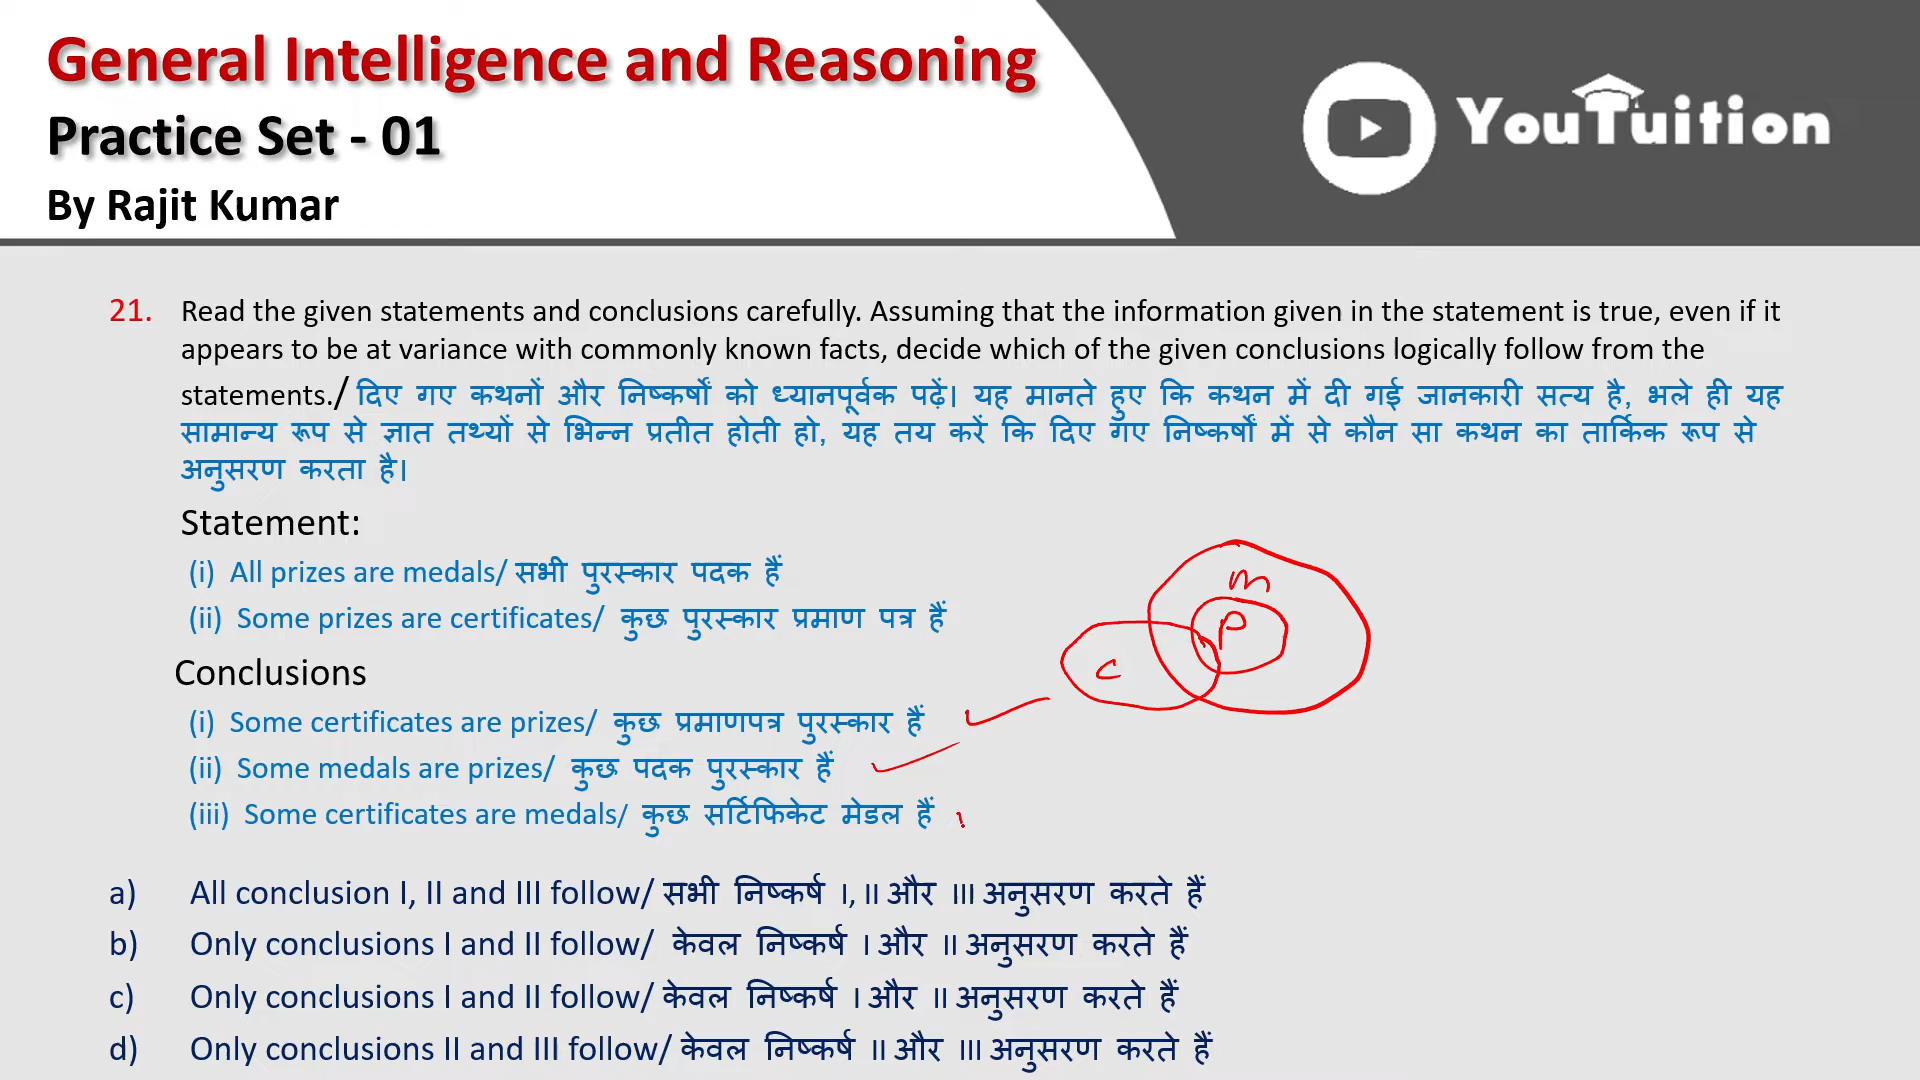 General Intelligence and Reasoning
Practice Set - 01
By Rajit Kumar
YouTuition
21. Read the given statements and conclusions carefully. Assuming that the information given in the statement is true, even if it
appears to be at variance with commonly known facts, decide which of the given conclusions logically follow from the
statements./ दिए गए कथनों और निष्कर्षों को ध्यानपूर्वक पढ़ें। यह मानते हुए कि कथन में दी गई जानकारी सत्य है, भले ही यह
सामान्य रूप से ज्ञात तथ्यों से भिन्न प्रतीत होती हो, यह तय करें कि दिए गए निष्कर्षों में से कौन सा कथन का तार्किक रूप से
अनुसरण करता है।
Statement:
(i) All prizes are medals/ सभी पुरस्कार पदक हैं
(ii) Some prizes are certificates/ कुछ पुरस्कार प्रमाण पत्र हैं
m
P
C
Conclusions
(i) Some certificates are prizes/ कुछ प्रमाणपत्र पुरस्कार हैं
(ii) Some medals are prizes/ कुछ पदक पुरस्कार हैं
(iii) Some certificates are medals/ कुछ सर्टिफिकेट मेडल हैं
a) All conclusion I, II and III follow/ सभी निष्कर्ष I, II और III अनुसरण करते हैं
b) Only conclusions I and II follow/ केवल निष्कर्ष I और II अनुसरण करते हैं
c) Only conclusions I and II follow/ केवल निष्कर्ष I और II अनुसरण करते हैं
d) Only conclusions II and III follow/ केवल निष्कर्ष II और III अनुसरण करते हैं